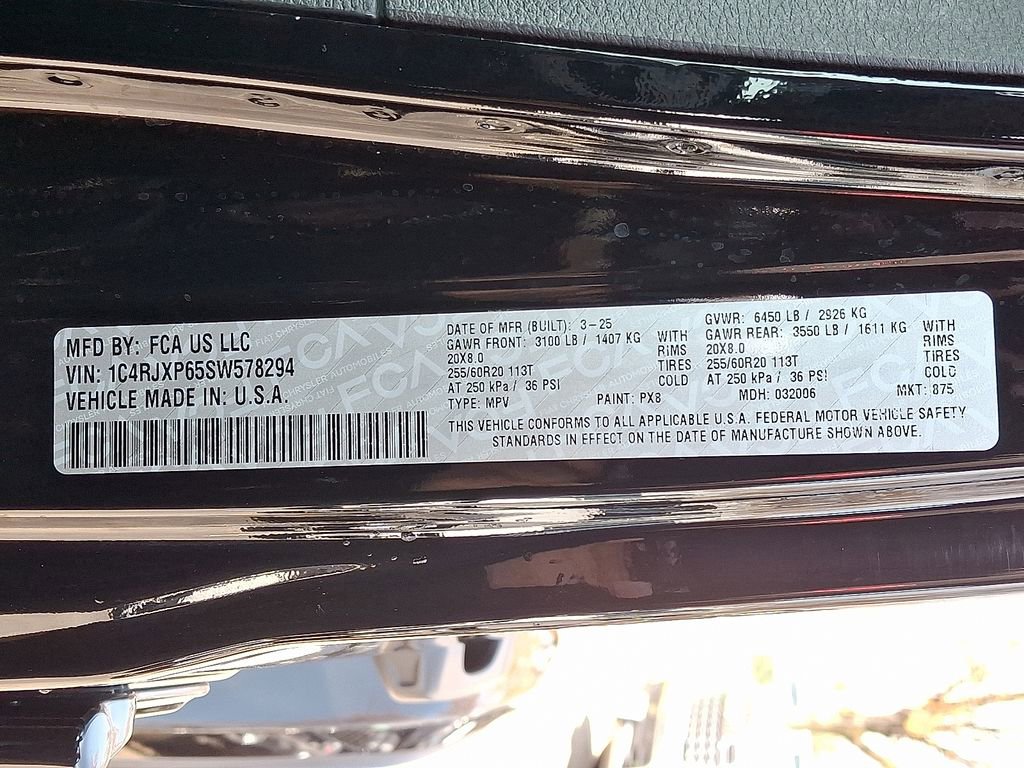 MFD BY: FCA US LLC
VIN: 1C4RJXP65SW578294
VEHICLE MADE IN: U.S.A.
DATE OF MFR (BUILT): 3-25
GAWR FRONT: 3100 LB / 1407 KG WITH
20X8.0 RIMS
255/60R20 113T TIRES
AT 250 kPa / 36 PSI COLD
TYPE: MPV PAINT: PX8
GVWR: 6450 LB / 2926 KG
GAWR REAR: 3550 LB / 1611 KG WITH
20X8.0 RIMS
255/60R20 113T TIRES
AT 250 kPa / 36 PSI COLD
MDH: 032006 MKT: 875
THIS VEHICLE CONFORMS TO ALL APPLICABLE U.S.A. FEDERAL MOTOR VEHICLE SAFETY
STANDARDS IN EFFECT ON THE DATE OF MANUFACTURE SHOWN ABOVE.